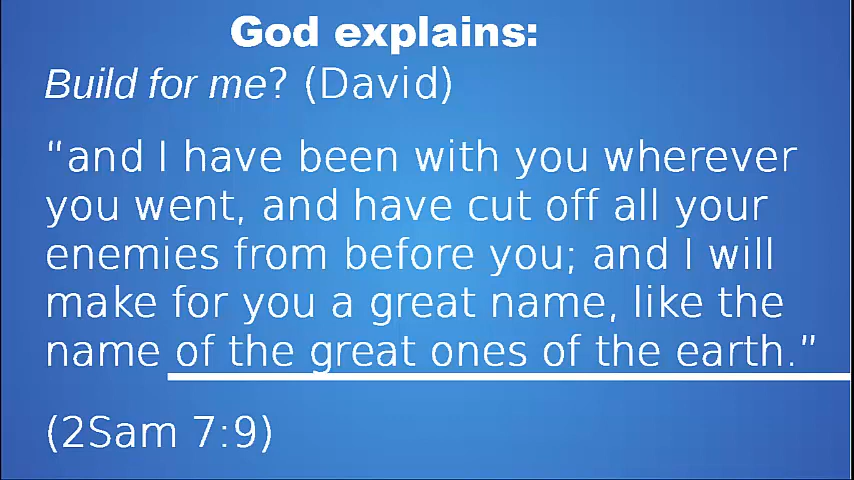 God explains:
Build for me? (David)
“and I have been with you wherever
you went, and have cut off all your
enemies from before you; and I will
make for you a great name, like the
name of the great ones of the earth.”
(2Sam 7:9)